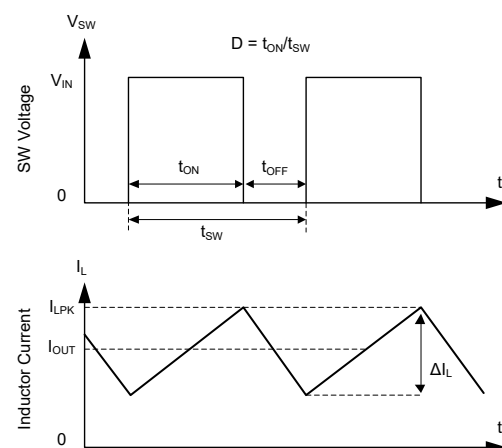 V_SW
D = t_ON/t_SW
V_IN
SW Voltage
t_ON
t_OFF
0
t
t_SW
I_L
I_LPK
I_OUT
Inductor Current
ΔI_L
0
t